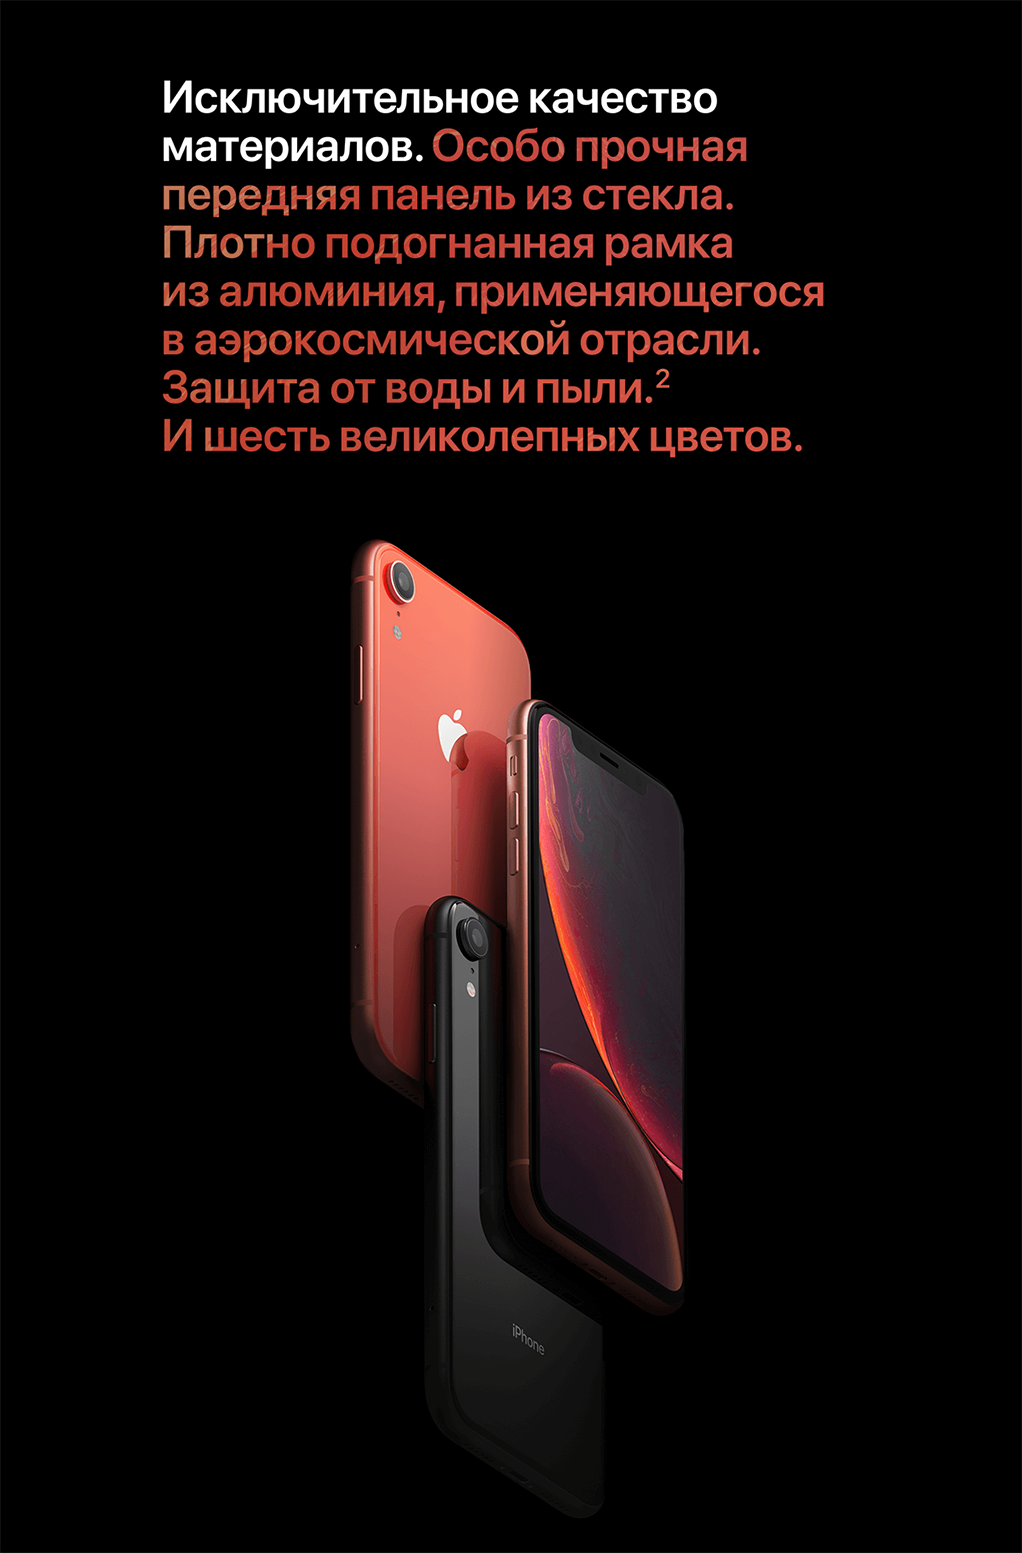 Исключительное качество
материалов. Особо прочная
передняя панель из стекла.
Плотно подогнанная рамка
из алюминия, применяющегося
в аэрокосмической отрасли.
Защита от воды и пыли.²
И шесть великолепных цветов.
iPhone